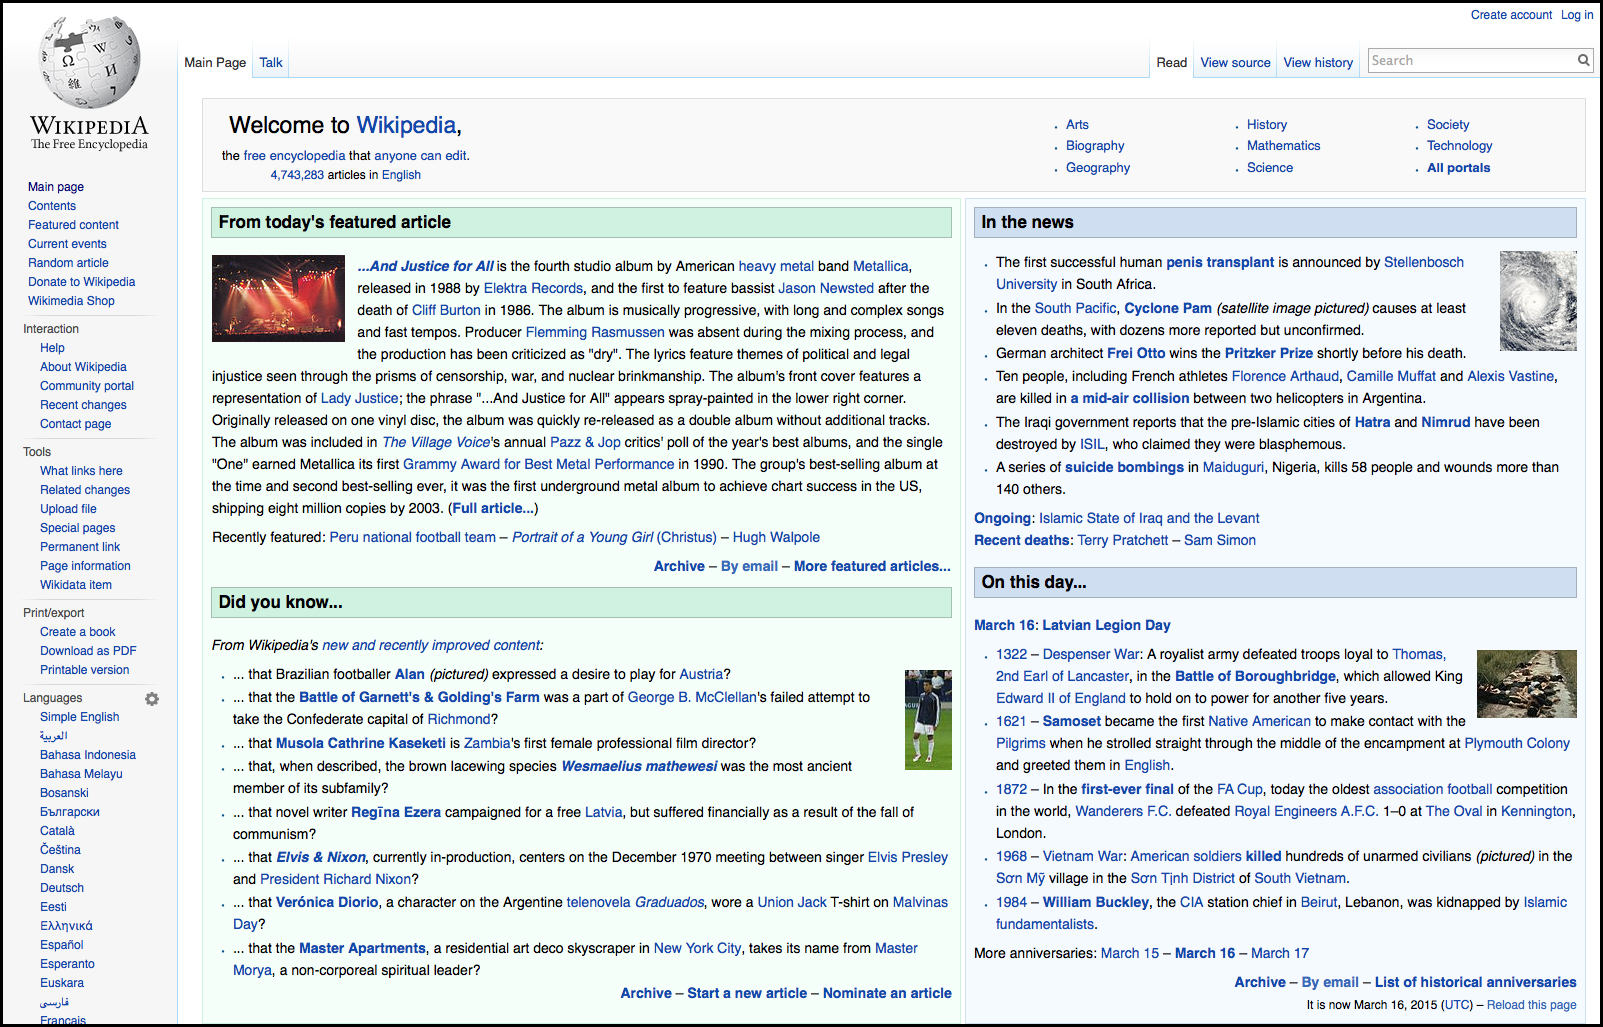 Create account Log in
Main Page Talk Read View source View history Search
WIKIPEDIA
The Free Encyclopedia
Main page
Contents
Featured content
Current events
Random article
Donate to Wikipedia
Wikimedia Shop
Interaction
Help
About Wikipedia
Community portal
Recent changes
Contact page
Tools
What links here
Related changes
Upload file
Special pages
Permanent link
Page information
Wikidata item
Print/export
Create a book
Download as PDF
Printable version
Languages
Simple English
العربية
Bahasa Indonesia
Bahasa Melayu
Bosanski
Български
Català
Čeština
Dansk
Deutsch
Eesti
Ελληνικά
Español
Esperanto
Euskara
فارسی
Français
Welcome to Wikipedia,
the free encyclopedia that anyone can edit.
4,743,283 articles in English
Arts
Biography
Geography
History
Mathematics
Science
Society
Technology
All portals
From today's featured article
...And Justice for All is the fourth studio album by American heavy metal band Metallica,
released in 1988 by Elektra Records, and the first to feature bassist Jason Newsted after the
death of Cliff Burton in 1986. The album is musically progressive, with long and complex songs
and fast tempos. Producer Flemming Rasmussen was absent during the mixing process, and
the production has been criticized as "dry". The lyrics feature themes of political and legal
injustice seen through the prisms of censorship, war, and nuclear brinkmanship. The album's front cover features a
representation of Lady Justice; the phrase "...And Justice for All" appears spray-painted in the lower right corner.
Originally released on one vinyl disc, the album was quickly re-released as a double album without additional tracks.
The album was included in The Village Voice's annual Pazz & Jop critics' poll of the year's best albums, and the single
"One" earned Metallica its first Grammy Award for Best Metal Performance in 1990. The group's best-selling album at
the time and second best-selling ever, it was the first underground metal album to achieve chart success in the US,
shipping eight million copies by 2003. (Full article...)
Recently featured: Peru national football team – Portrait of a Young Girl (Christus) – Hugh Walpole
Archive – By email – More featured articles...
Did you know...
From Wikipedia's new and recently improved content:
... that Brazilian footballer Alan (pictured) expressed a desire to play for Austria?
... that the Battle of Garnett's & Golding's Farm was a part of George B. McClellan's failed attempt to
take the Confederate capital of Richmond?
... that Musola Cathrine Kaseketi is Zambia's first female professional film director?
... that, when described, the brown lacewing species Wesmaelius mathewesi was the most ancient
member of its subfamily?
... that novel writer Regīna Ezera campaigned for a free Latvia, but suffered financially as a result of the fall of
communism?
... that Elvis & Nixon, currently in-production, centers on the December 1970 meeting between singer Elvis Presley
and President Richard Nixon?
... that Verónica Diorio, a character on the Argentine telenovela Graduados, wore a Union Jack T-shirt on Malvinas
Day?
... that the Master Apartments, a residential art deco skyscraper in New York City, takes its name from Master
Morya, a non-corporeal spiritual leader?
Archive – Start a new article – Nominate an article
In the news
The first successful human penis transplant is announced by Stellenbosch
University in South Africa.
In the South Pacific, Cyclone Pam (satellite image pictured) causes at least
eleven deaths, with dozens more reported but unconfirmed.
German architect Frei Otto wins the Pritzker Prize shortly before his death.
Ten people, including French athletes Florence Arthaud, Camille Muffat and Alexis Vastine,
are killed in a mid-air collision between two helicopters in Argentina.
The Iraqi government reports that the pre-Islamic cities of Hatra and Nimrud have been
destroyed by ISIL, who claimed they were blasphemous.
A series of suicide bombings in Maiduguri, Nigeria, kills 58 people and wounds more than
140 others.
Ongoing: Islamic State of Iraq and the Levant
Recent deaths: Terry Pratchett – Sam Simon
On this day...
March 16: Latvian Legion Day
1322 – Despenser War: A royalist army defeated troops loyal to Thomas,
2nd Earl of Lancaster, in the Battle of Boroughbridge, which allowed King
Edward II of England to hold on to power for another five years.
1621 – Samoset became the first Native American to make contact with the
Pilgrims when he strolled straight through the middle of the encampment at Plymouth Colony
and greeted them in English.
1872 – In the first-ever final of the FA Cup, today the oldest association football competition
in the world, Wanderers F.C. defeated Royal Engineers A.F.C. 1–0 at The Oval in Kennington,
London.
1968 – Vietnam War: American soldiers killed hundreds of unarmed civilians (pictured) in the
Sơn Mỹ village in the Sơn Tịnh District of South Vietnam.
1984 – William Buckley, the CIA station chief in Beirut, Lebanon, was kidnapped by Islamic
fundamentalists.
More anniversaries: March 15 – March 16 – March 17
Archive – By email – List of historical anniversaries
It is now March 16, 2015 (UTC) – Reload this page